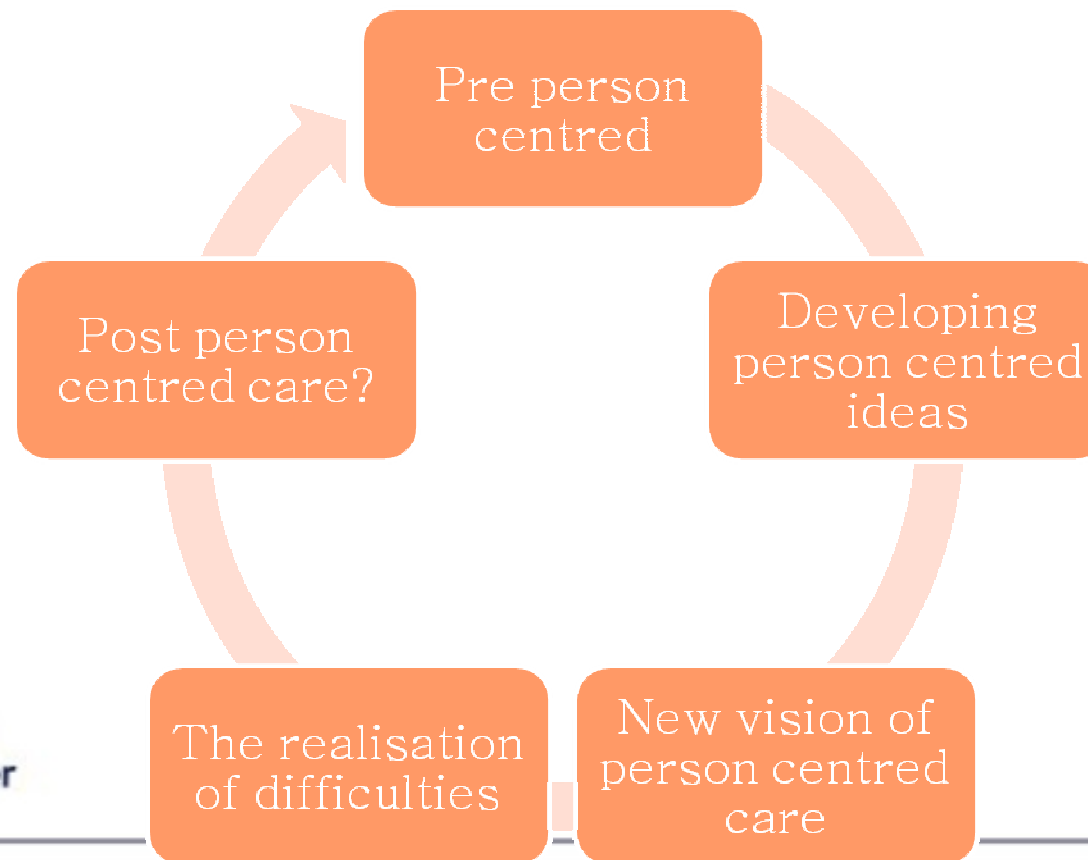 Pre person
centred
Developing
person centred
ideas
New vision of
person centred
care
The realisation
of difficulties
Post person
centred care?